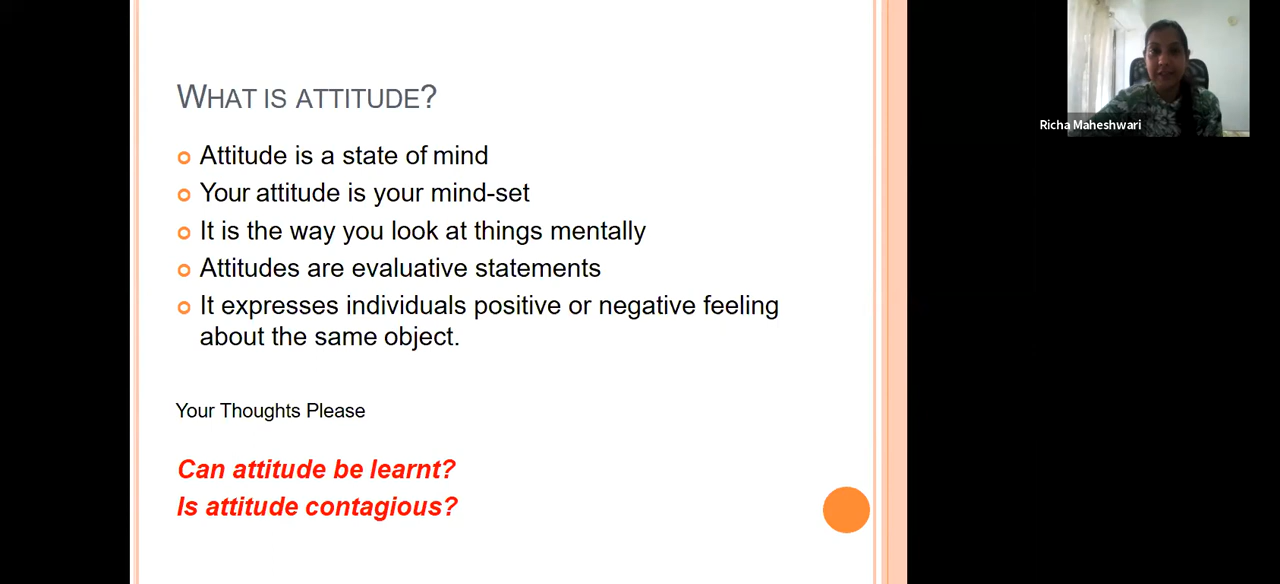 WHAT IS ATTITUDE?
Attitude is a state of mind
Your attitude is your mind-set
It is the way you look at things mentally
Attitudes are evaluative statements
It expresses individuals positive or negative feeling
about the same object.
Your Thoughts Please
Can attitude be learnt?
Is attitude contagious?
Richa Maheshwari